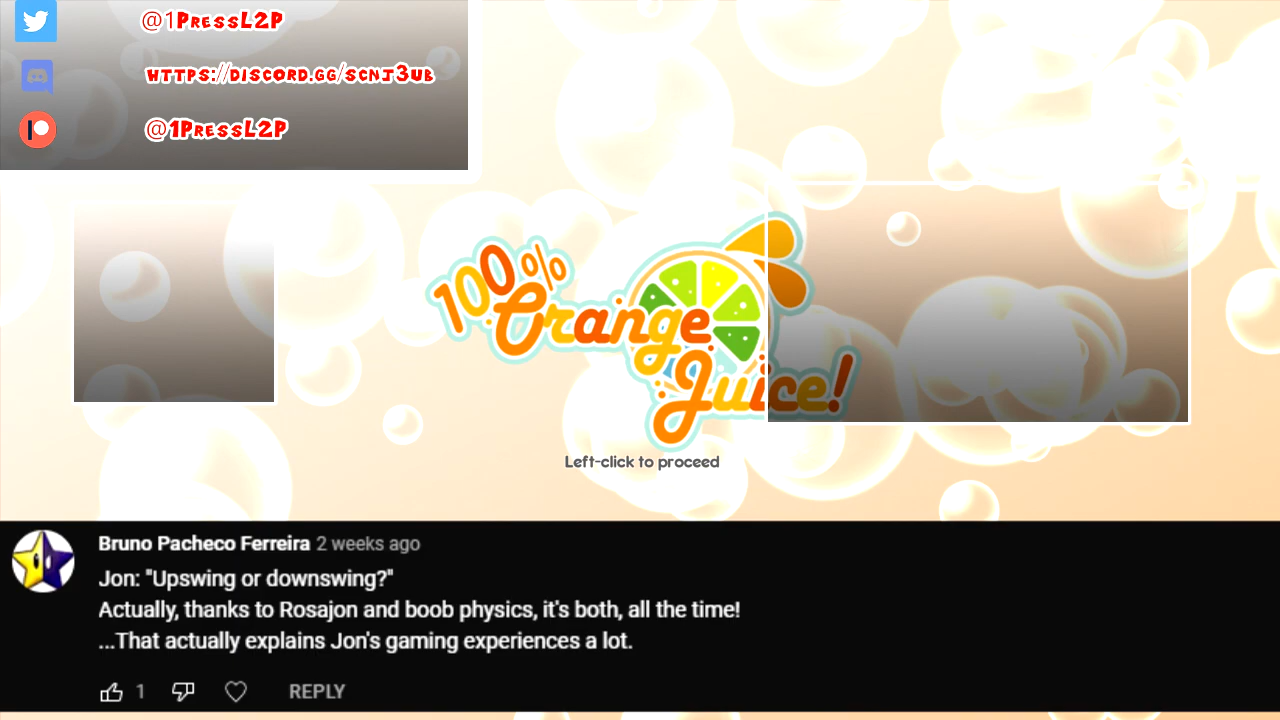 @1PressL2P
https://discord.gg/scnj3ub
@1PressL2P
100%
Orange
Juice!
Left-click to proceed
Bruno Pacheco Ferreira 2 weeks ago
Jon: "Upswing or downswing?"
Actually, thanks to Rosajon and boob physics, it's both, all the time!
...That actually explains Jon's gaming experiences a lot.
1 REPLY